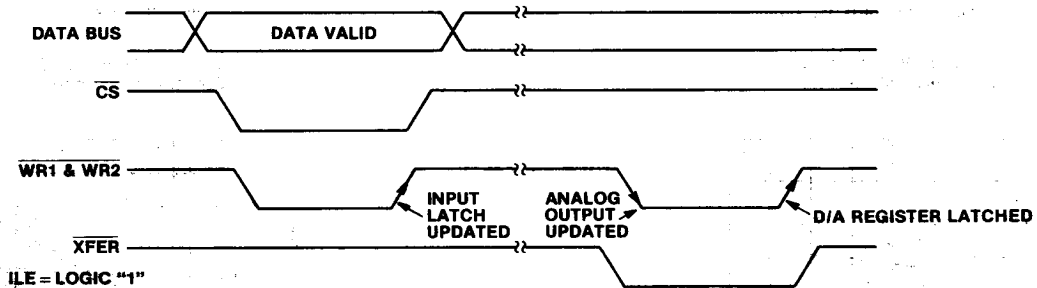 DATA BUS
DATA VALID
CS
WR1 & WR2
INPUT
LATCH
UPDATED
ANALOG
OUTPUT
UPDATED
D/A REGISTER LATCHED
XFER
ILE = LOGIC "1"